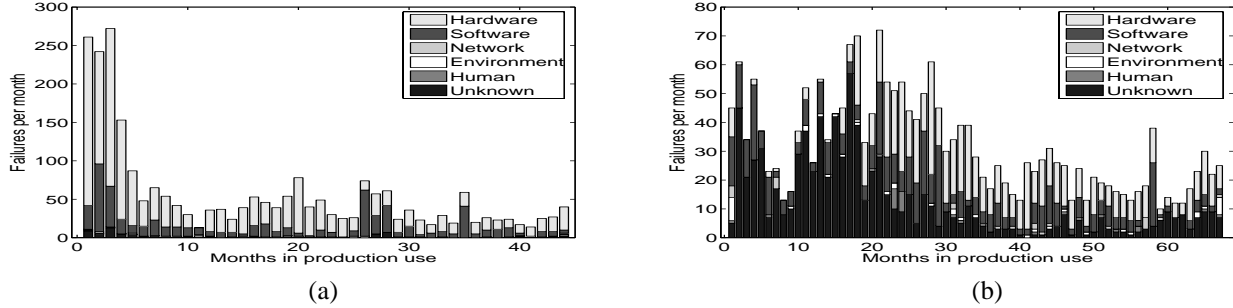 300
250
200
150
100
50
0
0
20
40
Failures per month
Months in production use
Hardware
Software
Network
Environment
Human
Unknown
(a)
80
70
60
50
40
30
20
10
0
0
10
20
30
40
50
60
Failures per month
Months in production use
Hardware
Software
Network
Environment
Human
Unknown
(b)